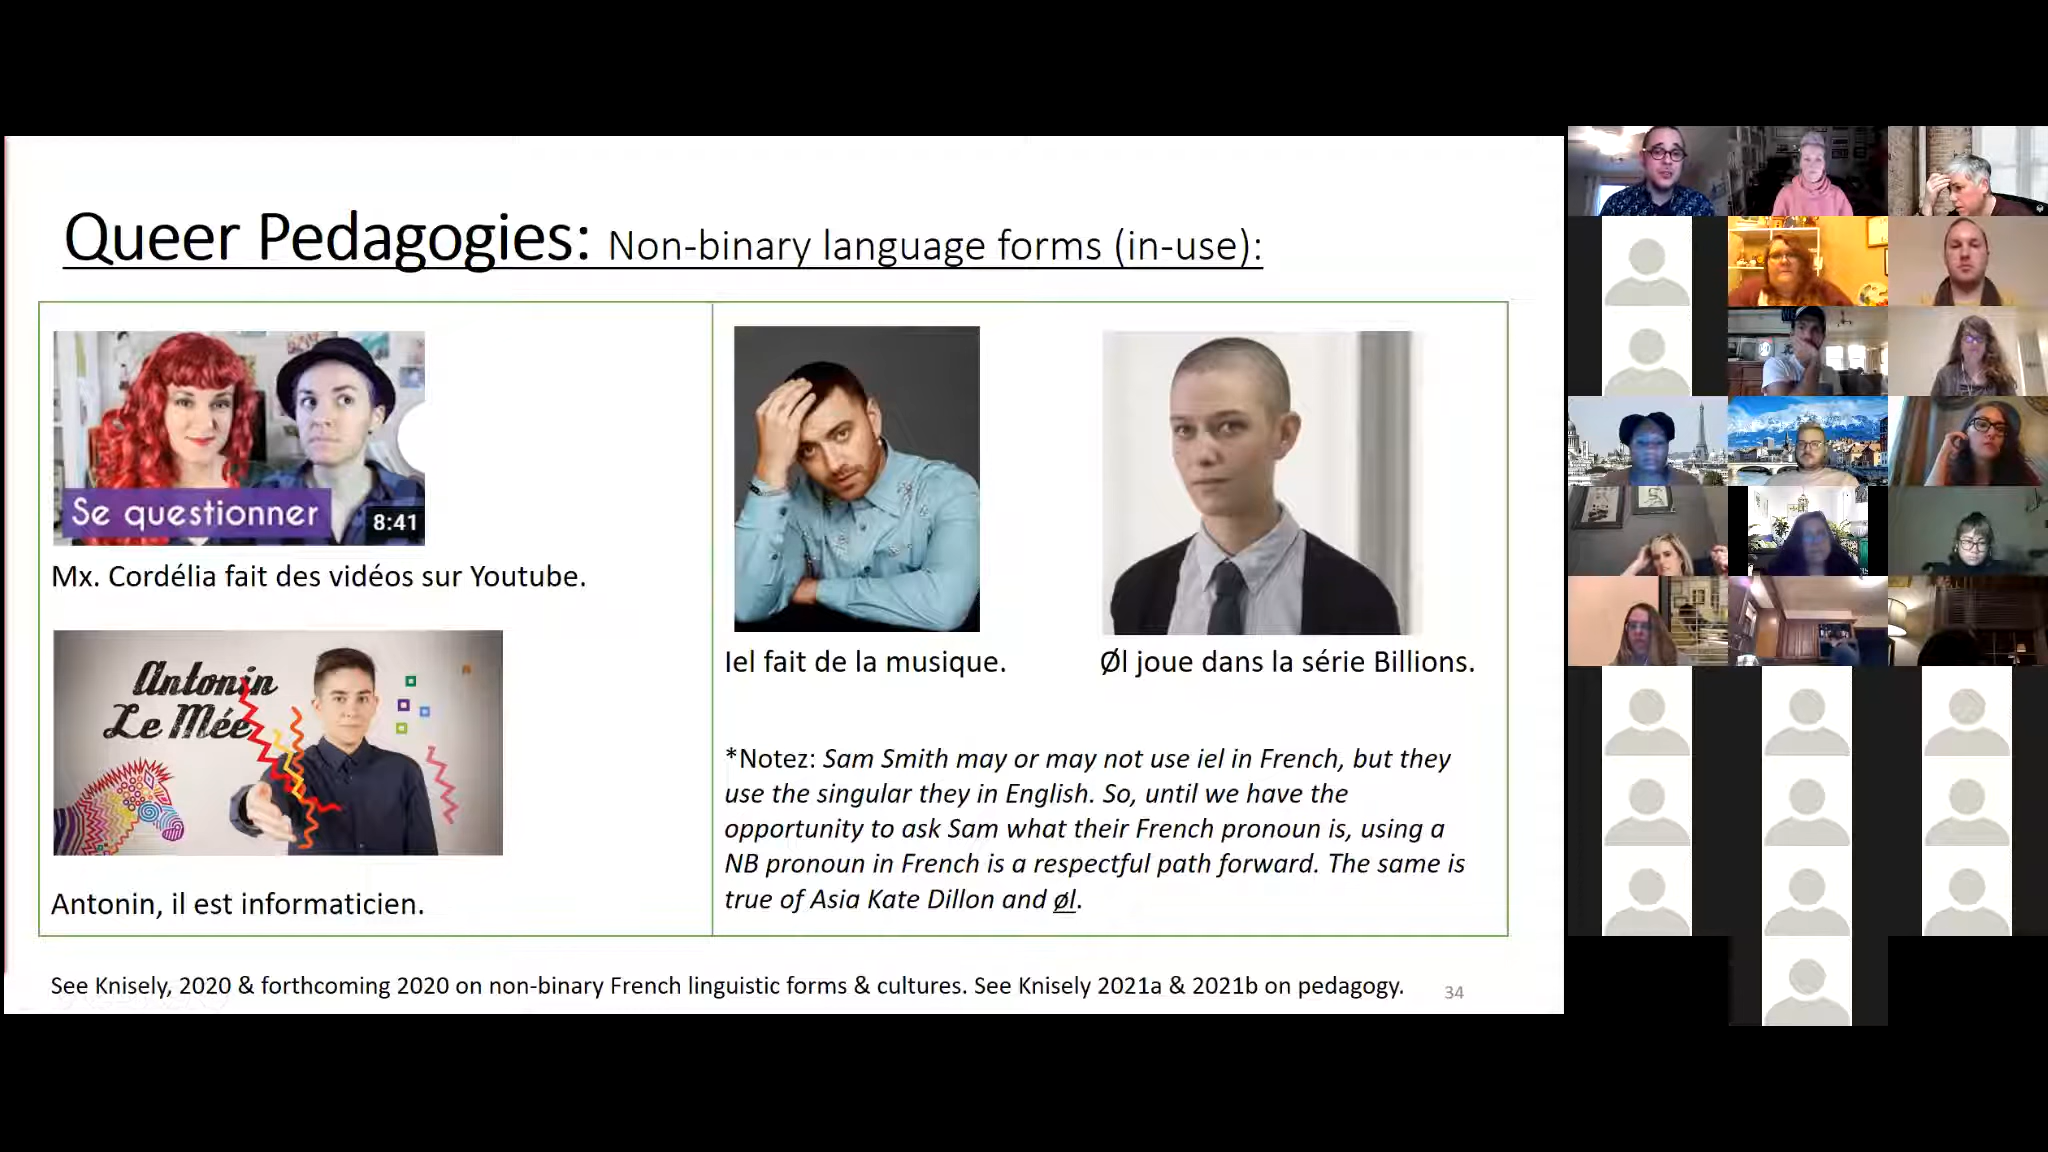 Queer Pedagogies: Non-binary language forms (in-use):
Se questionner
8:41
Mx. Cordélia fait des vidéos sur Youtube.
Antonin
Le Mée
Antonin, il est informaticien.
Iel fait de la musique.
Øl joue dans la série Billions.
*Notez: Sam Smith may or may not use iel in French, but they
use the singular they in English. So, until we have the
opportunity to ask Sam what their French pronoun is, using a
NB pronoun in French is a respectful path forward. The same is
true of Asia Kate Dillon and øl.
See Knisely, 2020 & forthcoming 2020 on non-binary French linguistic forms & cultures. See Knisely 2021a & 2021b on pedagogy.
34